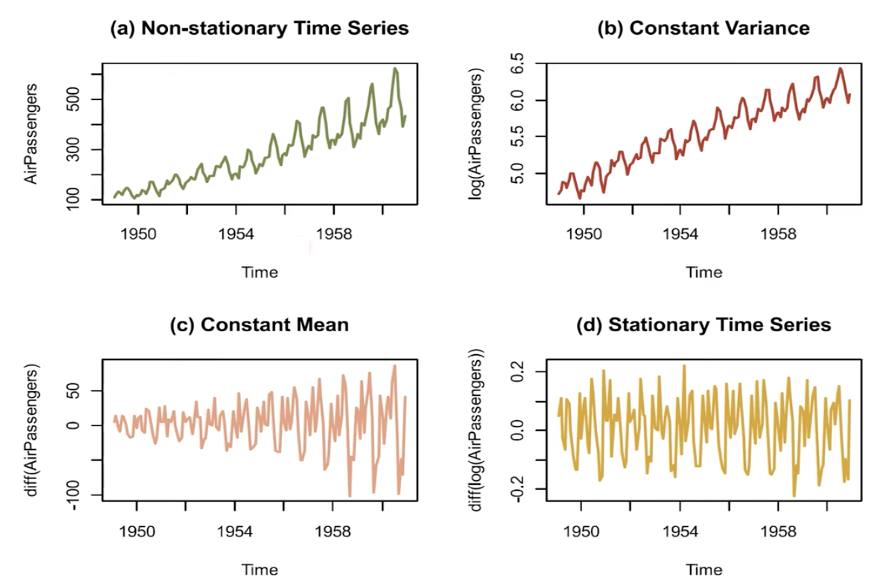 (a) Non-stationary Time Series
AirPassengers
500
300
100
1950 1954 1958
Time
(b) Constant Variance
log(AirPassengers)
6.5
6.0
5.5
5.0
1950 1954 1958
Time
(c) Constant Mean
diff(AirPassengers)
50
0
-100
1950 1954 1958
Time
(d) Stationary Time Series
diff(log(AirPassengers))
0.2
0.0
-0.2
1950 1954 1958
Time